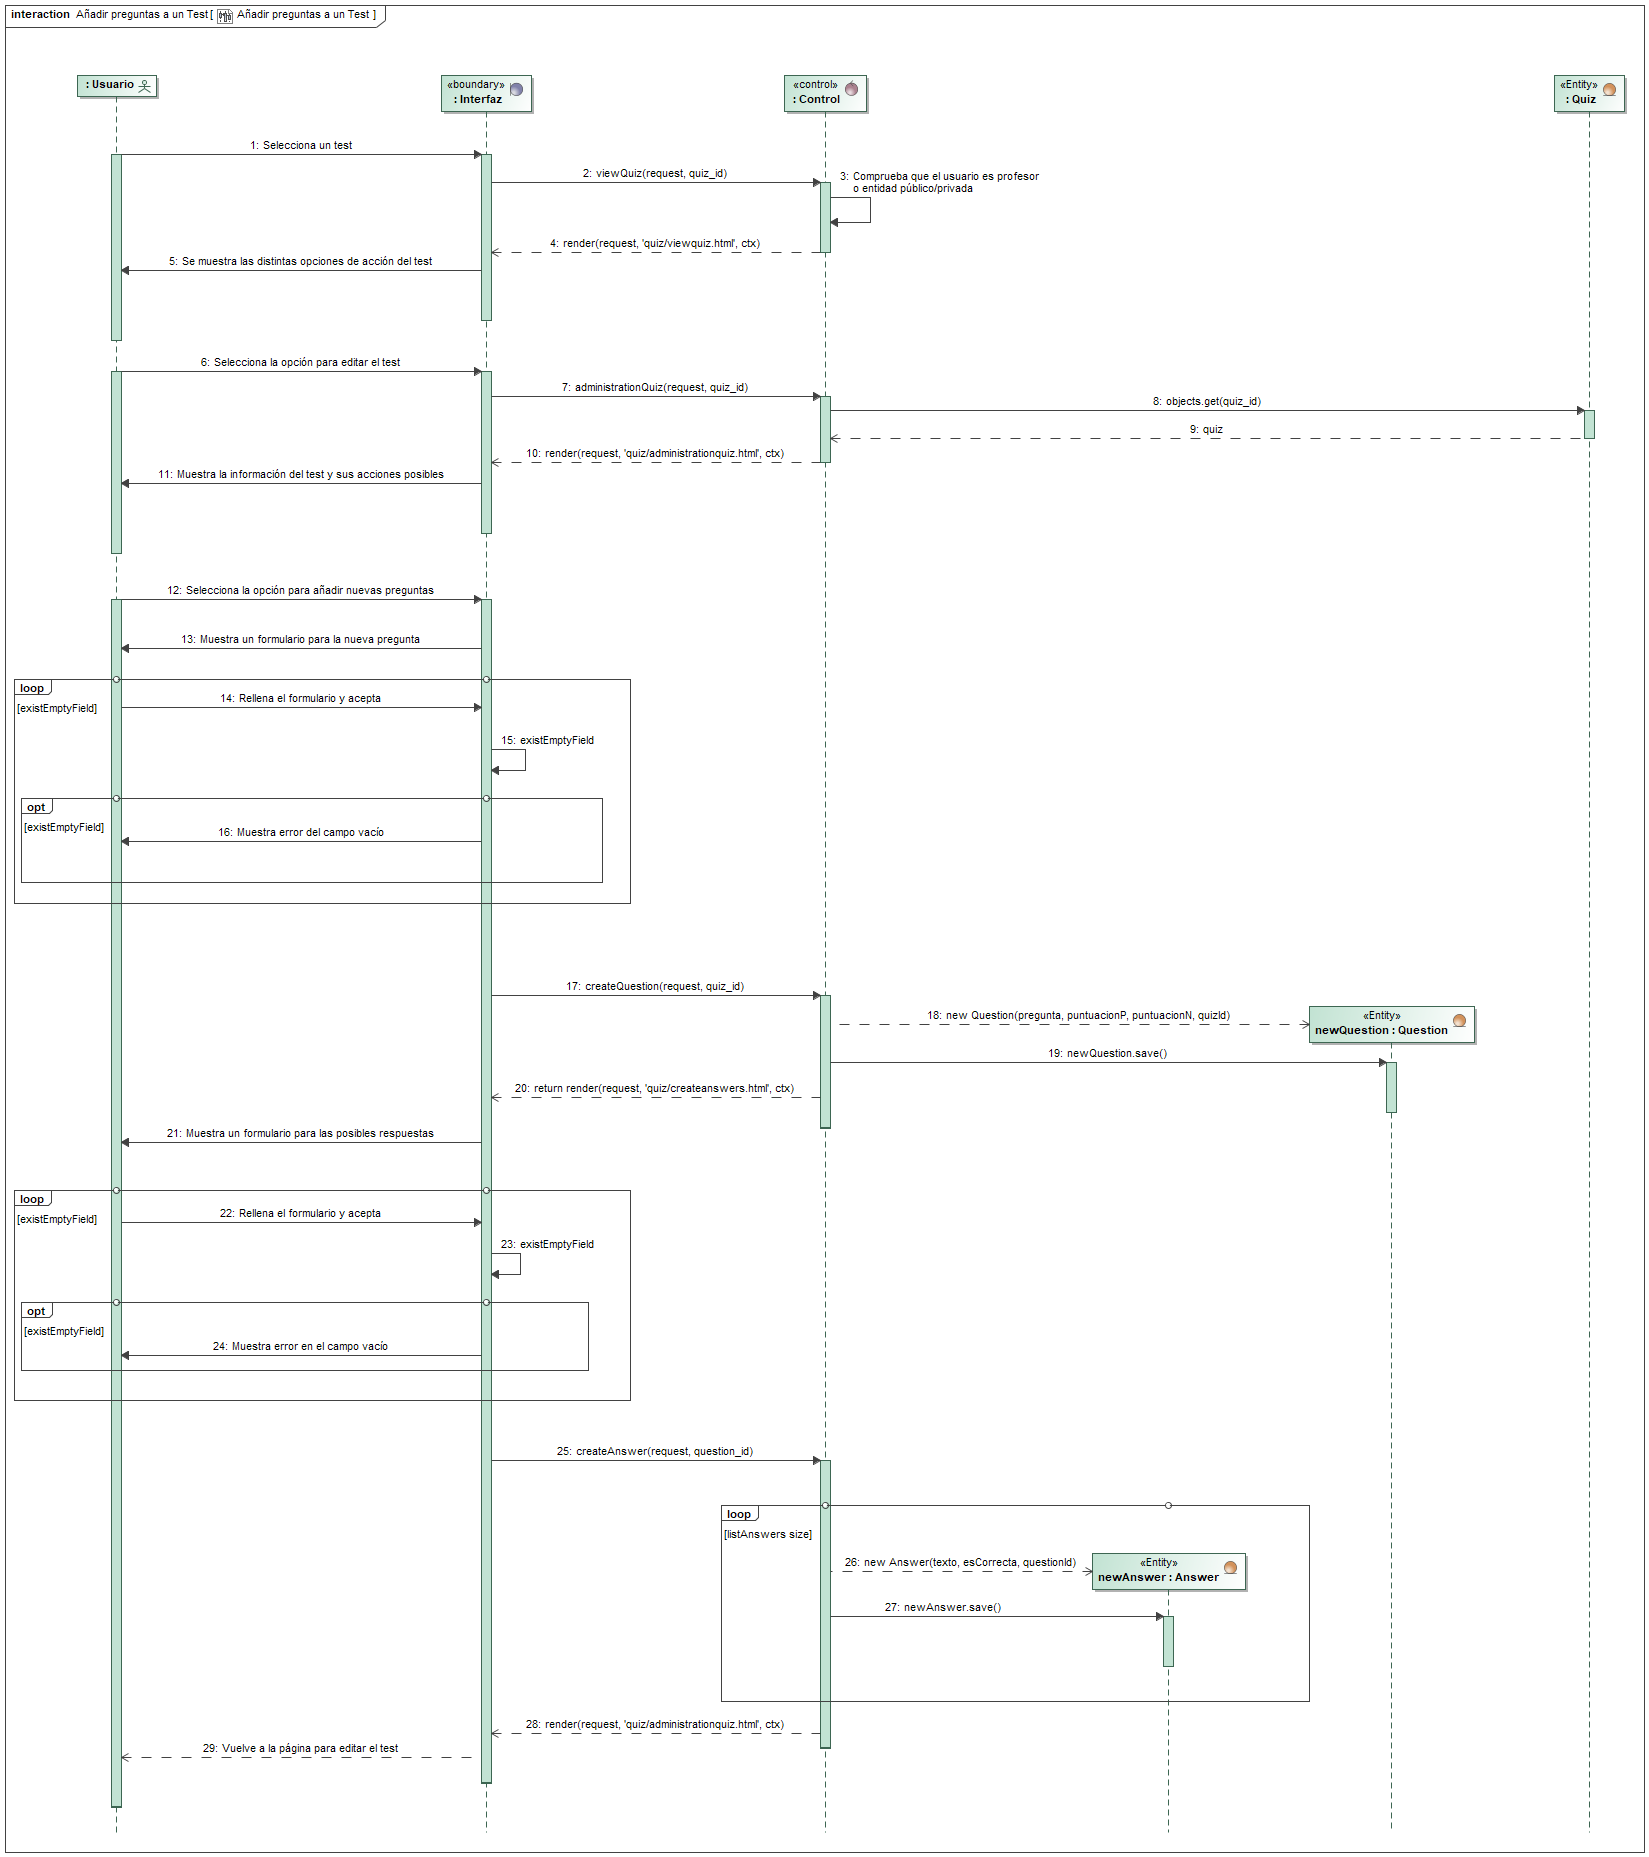 interaction Añadir preguntas a un Test [ Añadir preguntas a un Test ]
: Usuario
«boundary»
: Interfaz
«control»
: Control
«Entity»
: Quiz
1: Selecciona un test
2: viewQuiz(request, quiz_id)
3: Comprueba que el usuario es profesor
o entidad público/privada
4: render(request, 'quiz/viewquiz.html', ctx)
5: Se muestra las distintas opciones de acción del test
6: Selecciona la opción para editar el test
7: administrationQuiz(request, quiz_id)
8: objects.get(quiz_id)
9: quiz
10: render(request, 'quiz/administrationquiz.html', ctx)
11: Muestra la información del test y sus acciones posibles
12: Selecciona la opción para añadir nuevas preguntas
13: Muestra un formulario para la nueva pregunta
loop
[existEmptyField]
14: Rellena el formulario y acepta
15: existEmptyField
opt
[existEmptyField]
16: Muestra error del campo vacío
17: createQuestion(request, quiz_id)
18: new Question(pregunta, puntuacionP, puntuacionN, quizId)
«Entity»
newQuestion : Question
19: newQuestion.save()
20: return render(request, 'quiz/createanswers.html', ctx)
21: Muestra un formulario para las posibles respuestas
loop
[existEmptyField]
22: Rellena el formulario y acepta
23: existEmptyField
opt
[existEmptyField]
24: Muestra error en el campo vacío
25: createAnswer(request, question_id)
loop
[listAnswers size]
26: new Answer(texto, esCorrecta, questionId)
«Entity»
newAnswer : Answer
27: newAnswer.save()
28: render(request, 'quiz/administrationquiz.html', ctx)
29: Vuelve a la página para editar el test